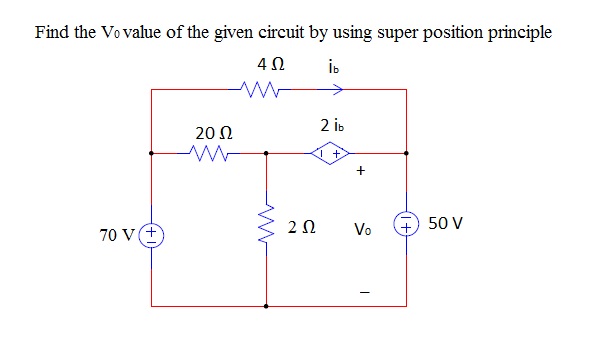 Find the Vo value of the given circuit by using super position principle
4 Ω
ib
20 Ω
2 ib
+
+
2 Ω
Vo
70 V
+
+
50 V